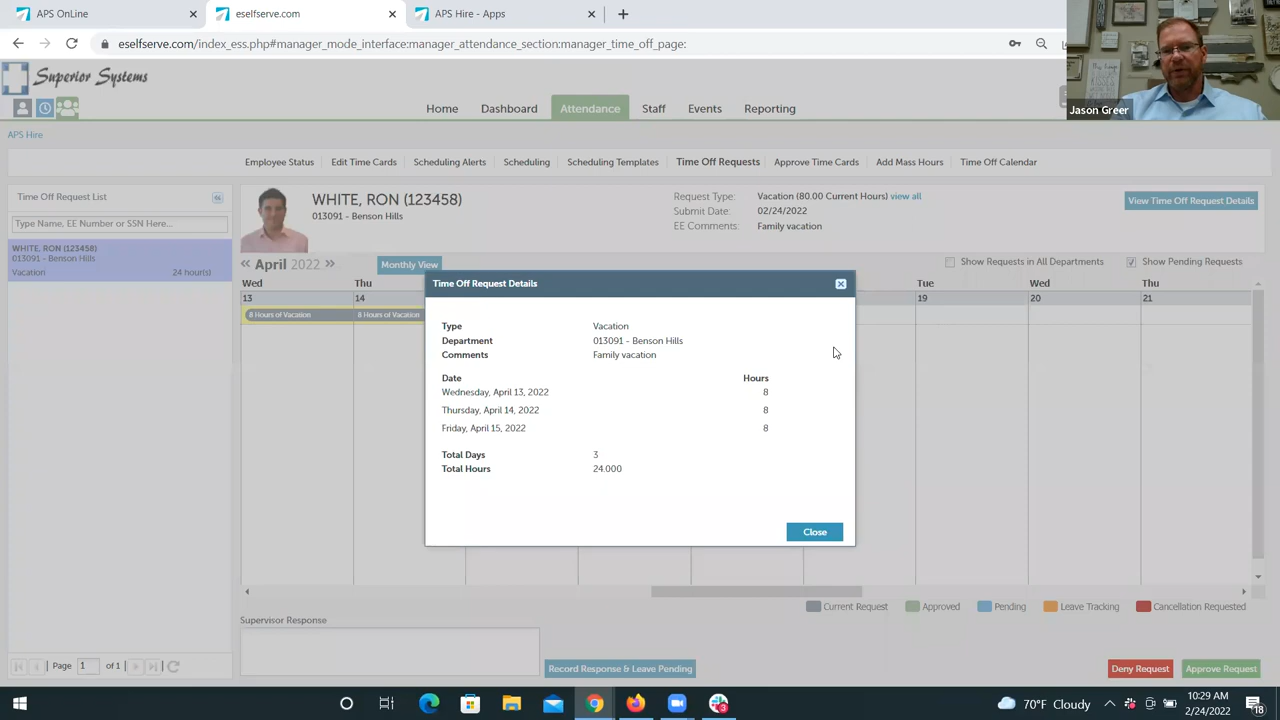 APS OnLine
eselfserve.com
APS Hire - Apps
eselfserve.com/index_ess.php#manager_mode_interface:manager_attendance_section:manager_time_off_page:
Superior Systems
Jason Greer
Home Dashboard Attendance Staff Events Reporting
APS Hire
Employee Status Edit Time Cards Scheduling Alerts Scheduling Scheduling Templates Time Off Requests Approve Time Cards Add Mass Hours Time Off Calendar
Time Off Request List
Type Name, EE Number or SSN Here...
WHITE, RON (123458)
013091 - Benson Hills
Vacation 24 hour(s)
WHITE, RON (123458)
013091 - Benson Hills
Request Type: Vacation (80.00 Current Hours) view all
Submit Date: 02/24/2022
EE Comments: Family vacation
View Time Off Request Details
« April 2022 »
Monthly View
Show Requests in All Departments
Show Pending Requests
Wed Thu Tue Wed Thu
13 14 19 20 21
8 Hours of Vacation 8 Hours of Vacation
Time Off Request Details
Type Vacation
Department 013091 - Benson Hills
Comments Family vacation
Date Hours
Wednesday, April 13, 2022 8
Thursday, April 14, 2022 8
Friday, April 15, 2022 8
Total Days 3
Total Hours 24.000
Close
Current Request Approved Pending Leave Tracking Cancellation Requested
Supervisor Response
Record Response & Leave Pending
Deny Request
Approve Request
Page 1 of 1
70°F Cloudy
10:29 AM
2/24/2022
3
18